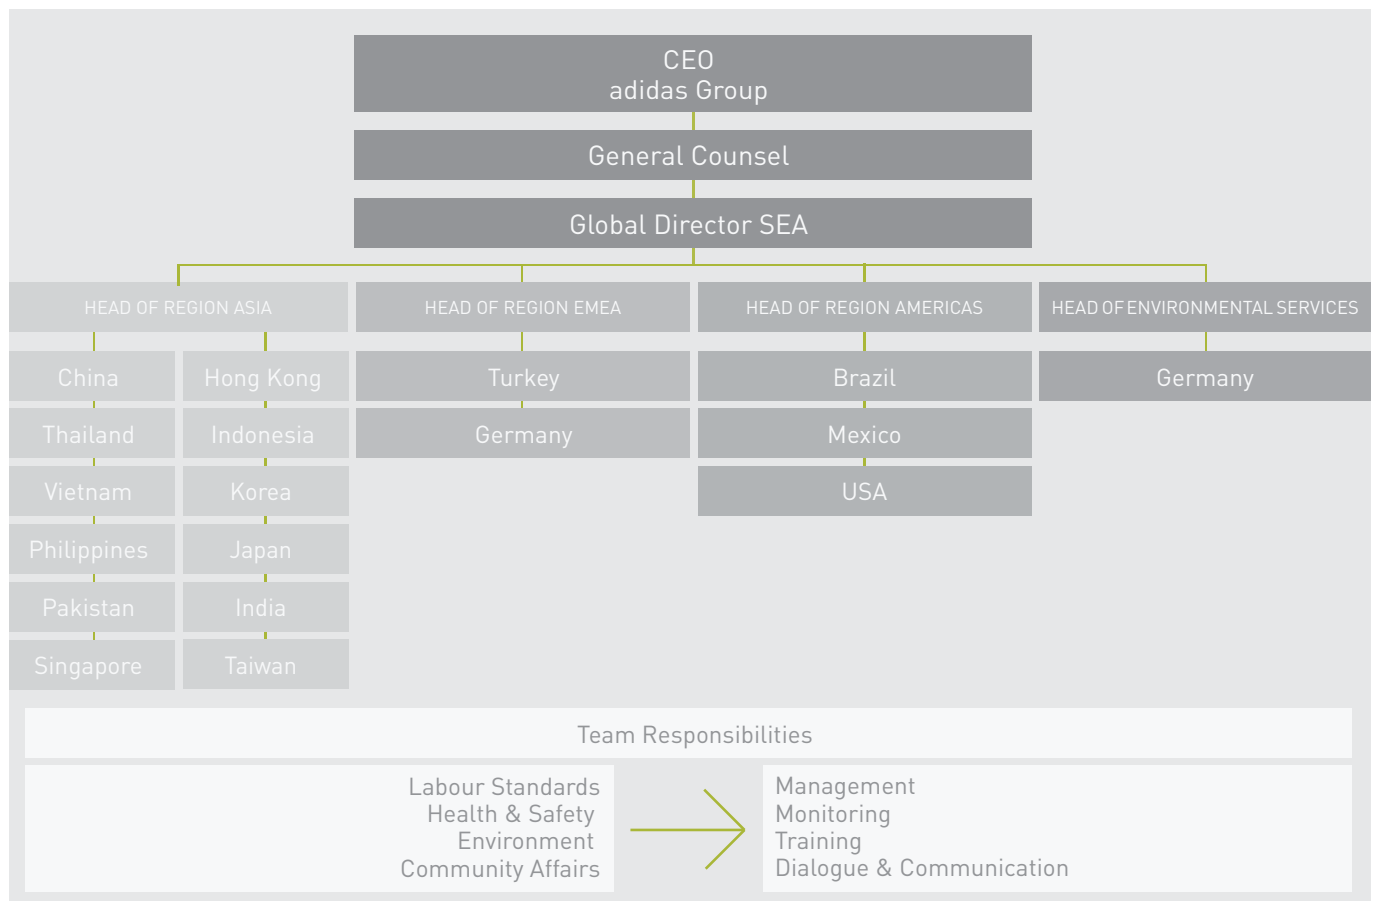 CEO
adidas Group
General Counsel
Global Director SEA
HEAD OF REGION ASIA
HEAD OF REGION EMEA
HEAD OF REGION AMERICAS
HEAD OF ENVIRONMENTAL SERVICES
China
Hong Kong
Turkey
Brazil
Germany
Thailand
Indonesia
Germany
Mexico
Vietnam
Korea
USA
Philippines
Japan
Pakistan
India
Singapore
Taiwan
Team Responsibilities
Labour Standards
Health & Safety
Environment
Community Affairs
Management
Monitoring
Training
Dialogue & Communication